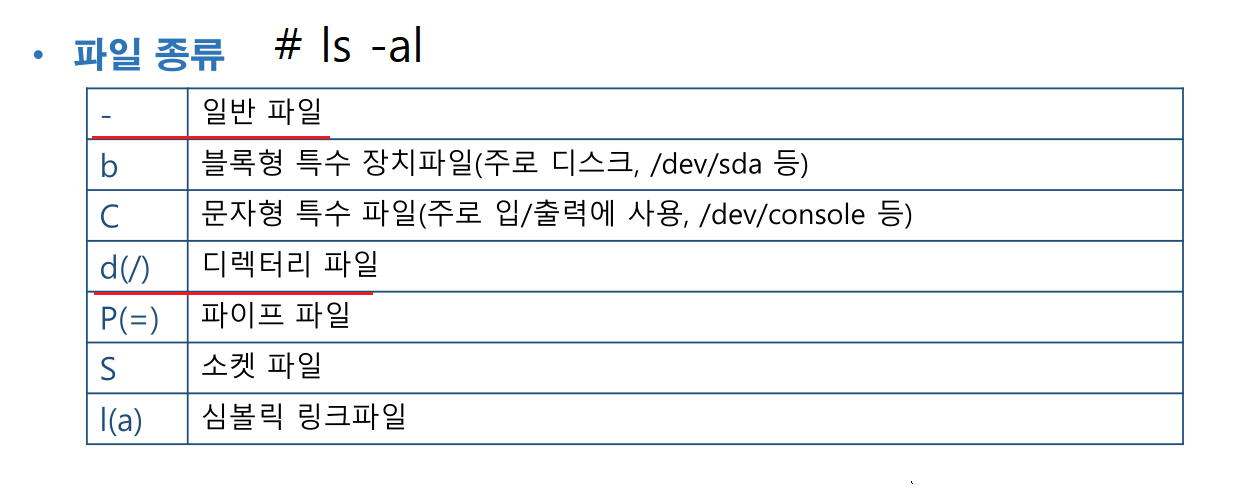 • 파일 종류 # ls -al
- 일반 파일
b 블록형 특수 장치파일(주로 디스크, /dev/sda 등)
C 문자형 특수 파일(주로 입/출력에 사용, /dev/console 등)
d(/) 디렉터리 파일
P(=) 파이프 파일
S 소켓 파일
l(a) 심볼릭 링크파일